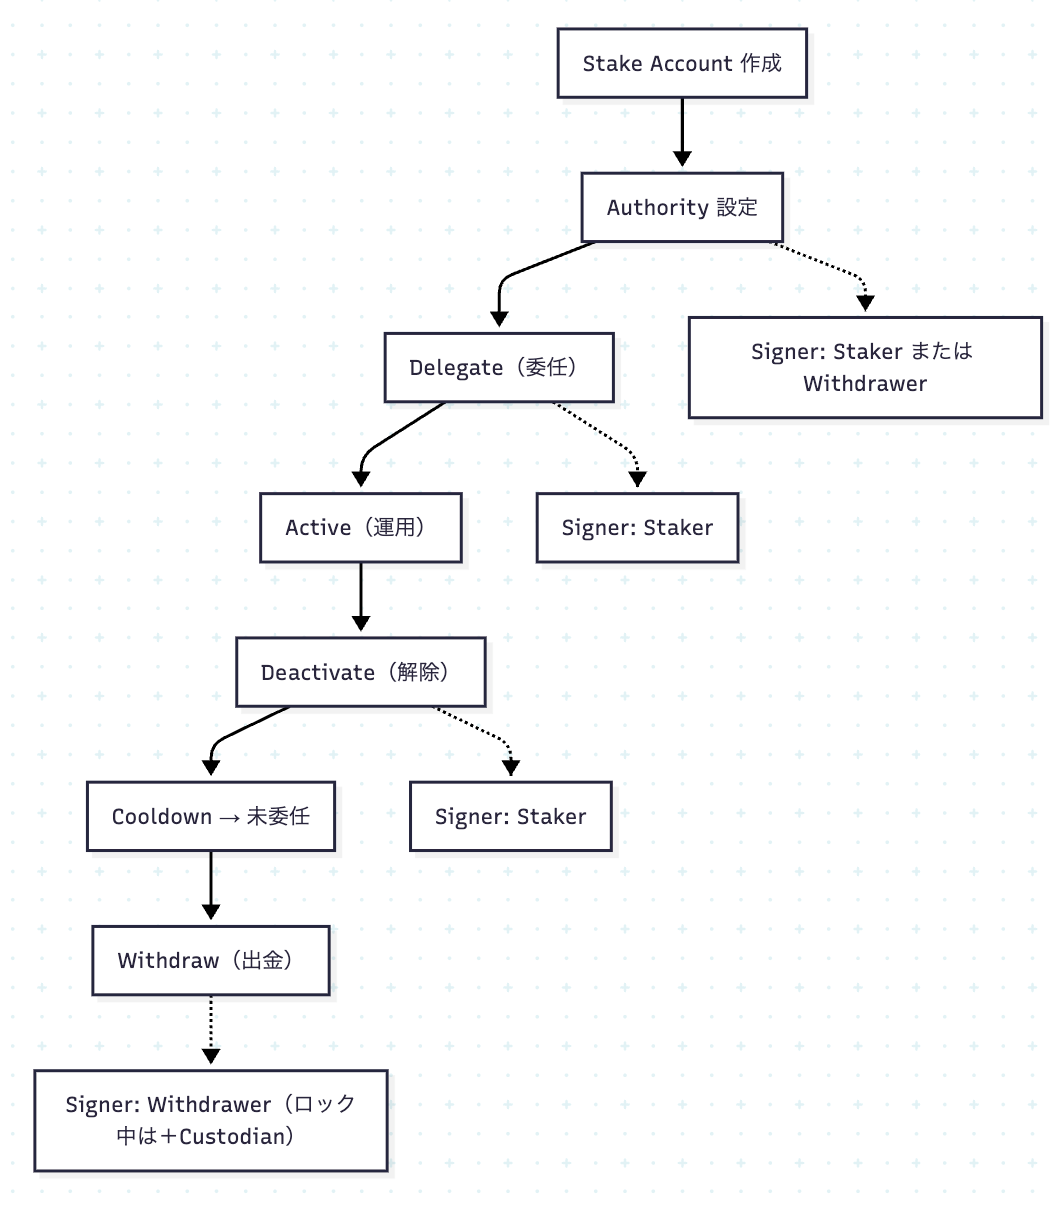 Stake Account 作成
Authority 設定
Signer: Staker または
Withdrawer
Delegate（委任）
Signer: Staker
Active（運用）
Deactivate（解除）
Signer: Staker
Cooldown → 未委任
Withdraw（出金）
Signer: Withdrawer（ロック
中は＋Custodian）